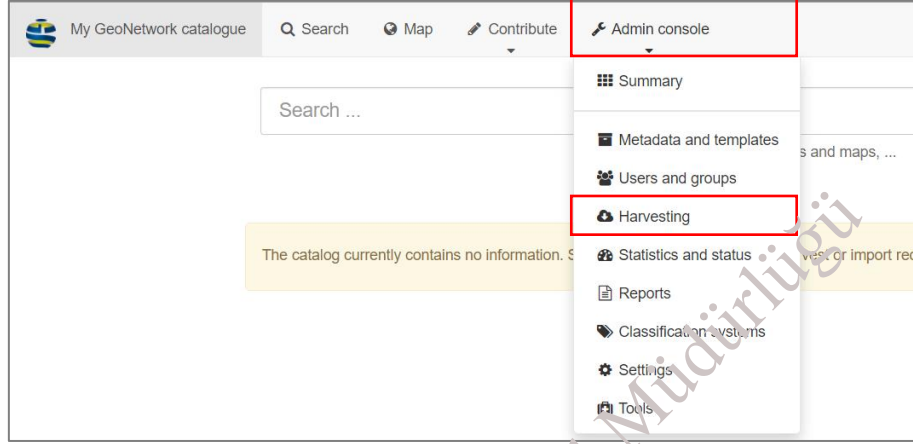 My GeoNetwork catalogue
Search
Map
Contribute
Admin console
Summary
Search ...
Metadata and templates
s and maps, ...
Users and groups
Harvesting
The catalog currently contains no information. S
Statistics and status
vest or import rec
Reports
Classification systems
Settings
Tools
Müdürlüğü